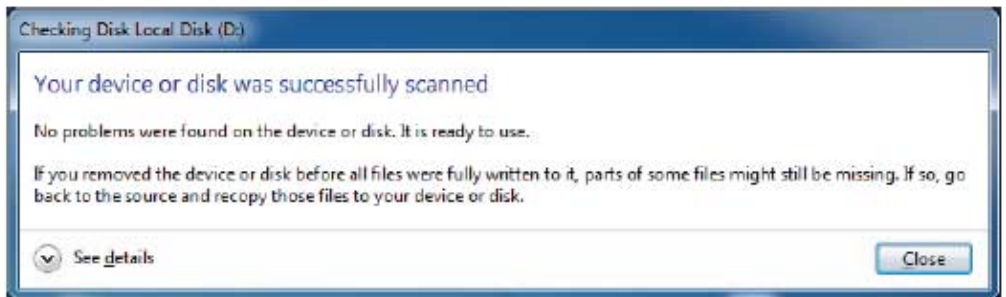 Checking Disk Local Disk (D:)
Your device or disk was successfully scanned
No problems were found on the device or disk. It is ready to use.
If you removed the device or disk before all files were fully written to it, parts of some files might still be missing. If so, go
back to the source and recopy those files to your device or disk.
See details
Close